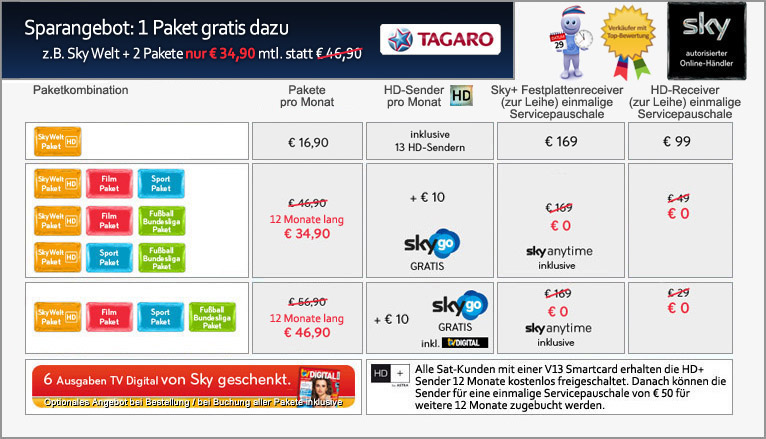 Sparangebot: 1 Paket gratis dazu
z.B. Sky Welt + 2 Pakete nur € 34,90 mtl. statt € 46,90
TAGARO
DATUM
29
Verkäufer mit
Top-Bewertung
sky
autorisierter
Online-Händler
Paketkombination
Pakete
pro Monat
HD-Sender
pro Monat
HD
Sky+ Festplattenreceiver
(zur Leihe) einmalige
Servicepauschale
HD-Receiver
(zur Leihe) einmalige
Servicepauschale
Sky Welt
Paket HD
€ 16,90
inklusive
13 HD-Sendern
€ 169
€ 99
Sky Welt
Paket HD
Film
Paket
Sport
Paket
Sky Welt
Paket HD
Film
Paket
Fußball
Bundesliga
Paket
Sky Welt
Paket HD
Sport
Paket
Fußball
Bundesliga
Paket
€ 46,90
12 Monate lang
€ 34,90
+ € 10
sky go
GRATIS
€ 169
€ 0
sky anytime
inklusive
€ 49
€ 0
Sky Welt
Paket HD
Film
Paket
Sport
Paket
Fußball
Bundesliga
Paket
€ 56,90
12 Monate lang
€ 46,90
+ € 10
sky go
GRATIS
inkl. TV DIGITAL
€ 169
€ 0
sky anytime
inklusive
€ 29
€ 0
6 Ausgaben TV Digital von Sky geschenkt.
DIGITAL
Optionales Angebot bei Bestellung / bei Buchung aller Pakete inklusive
HD +
Alle Sat-Kunden mit einer V13 Smartcard erhalten die HD+
Sender 12 Monate kostenlos freigeschaltet. Danach können die
Sender für eine einmalige Servicepauschale von € 50 für
weitere 12 Monate zugebucht werden.